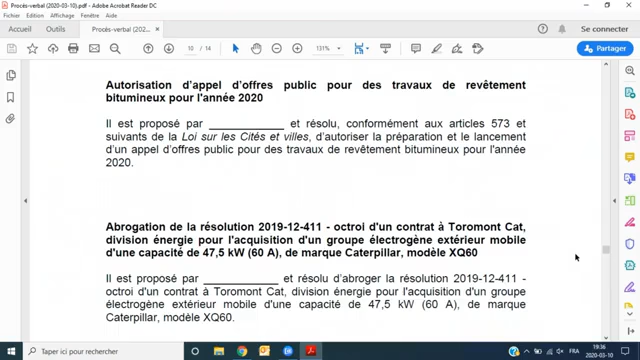 Procès-verbal (2020-03-10).pdf - Adobe Acrobat Reader DC
Fichier Edition Affichage Fenêtre Aide
Accueil Outils Procès-verbal (202... × Se connecter
10 / 14 131% Partager
Autorisation d'appel d'offres public pour des travaux de revêtement
bitumineux pour l'année 2020
Il est proposé par ________________ et résolu, conformément aux articles 573 et
suivants de la Loi sur les Cités et villes, d'autoriser la préparation et le lancement
d'un appel d'offres public pour des travaux de revêtement bitumineux pour l'année
2020.
Abrogation de la résolution 2019-12-411 - octroi d'un contrat à Toromont Cat,
division énergie pour l'acquisition d'un groupe électrogène extérieur mobile
d'une capacité de 47,5 kW (60 A), de marque Caterpillar, modèle XQ60
Il est proposé par ________________ et résolu d'abroger la résolution 2019-12-411 -
octroi d'un contrat à Toromont Cat, division énergie pour l'acquisition d'un groupe
électrogène extérieur mobile d'une capacité de 47,5 kW (60 A), de marque
Caterpillar, modèle XQ60.
Taper ici pour rechercher
FRA
19:36
2020-03-10